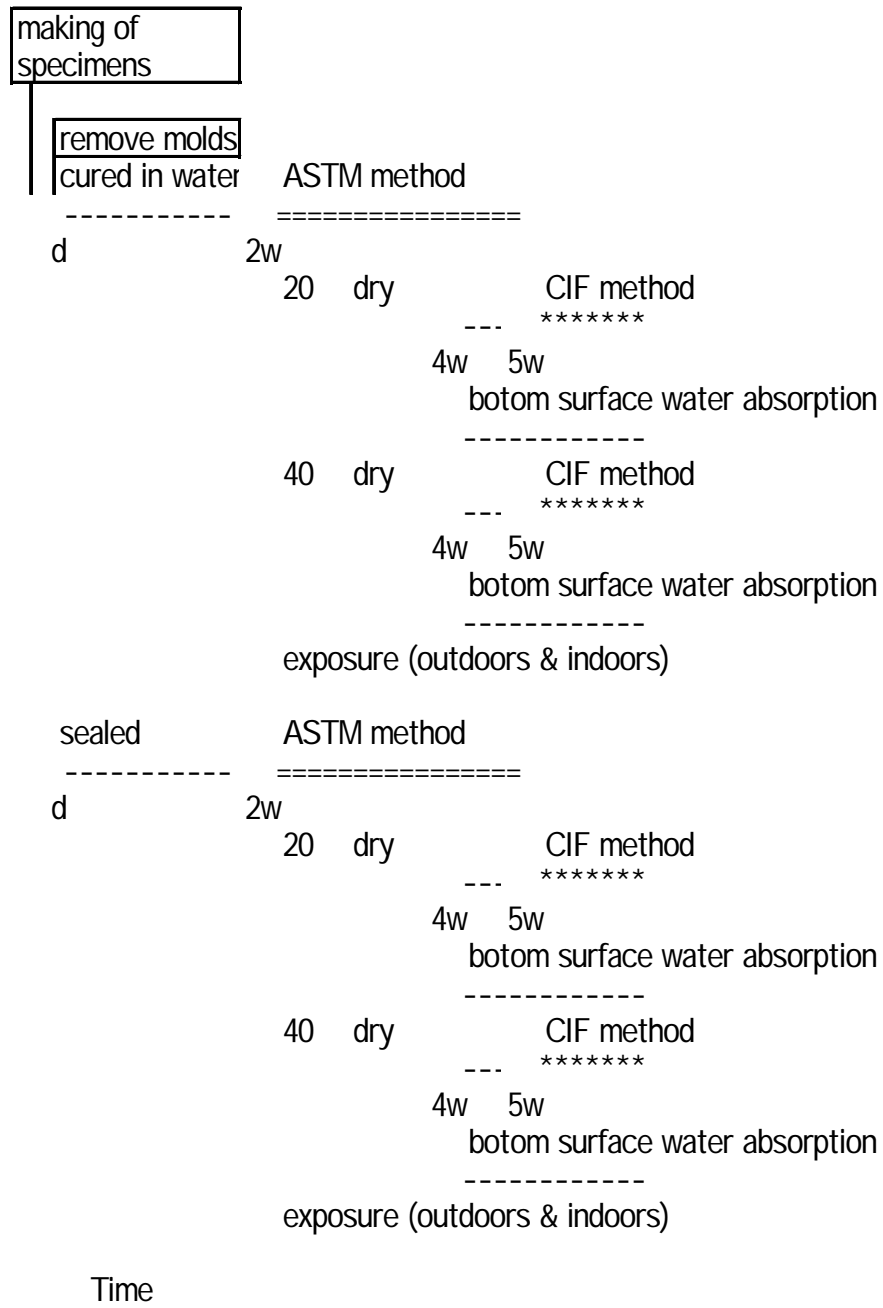 making of
specimens
remove molds
cured in water ASTM method
----------- ================
d 2w
20 dry CIF method
--- *******
4w 5w
botom surface water absorption
------------
40 dry CIF method
--- *******
4w 5w
botom surface water absorption
------------
exposure (outdoors & indoors)
sealed ASTM method
----------- ================
d 2w
20 dry CIF method
--- *******
4w 5w
botom surface water absorption
------------
40 dry CIF method
--- *******
4w 5w
botom surface water absorption
------------
exposure (outdoors & indoors)
Time